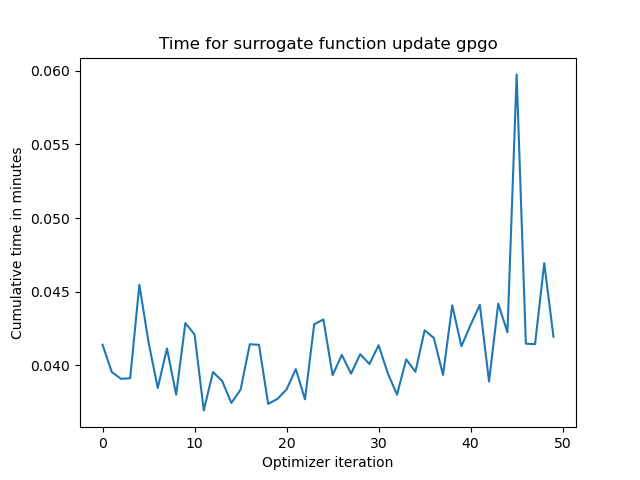 Time for surrogate function update gpgo
Cumulative time in minutes
0.060
0.055
0.050
0.045
0.040
0 10 20 30 40 50
Optimizer iteration